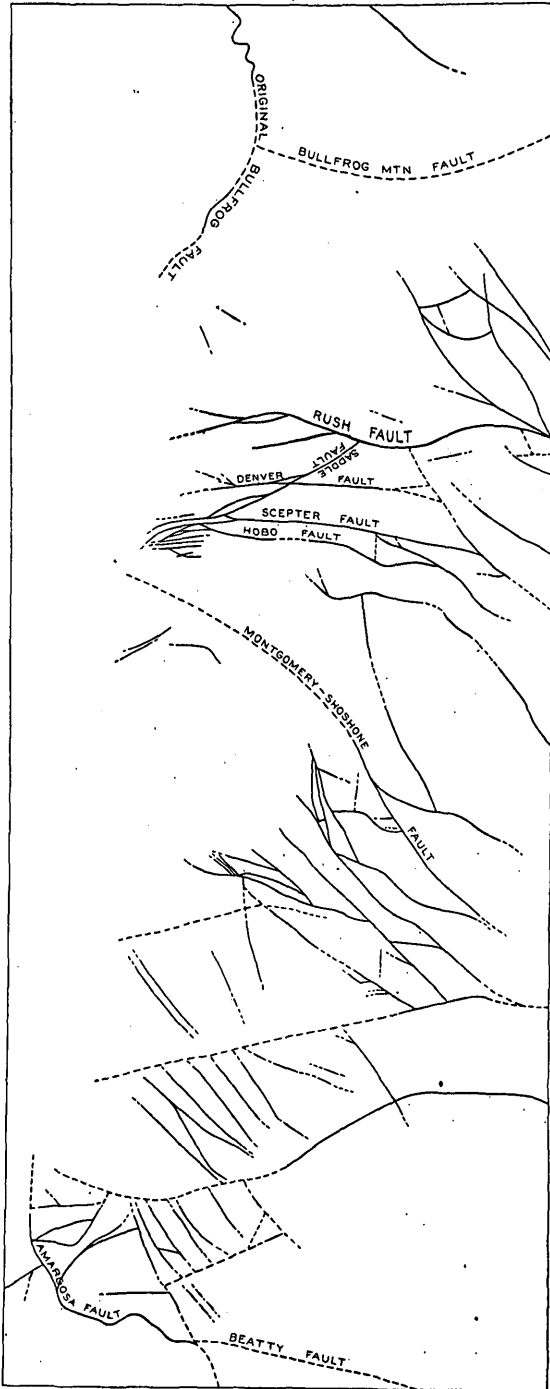 ORIGINAL
BULLFROG
FAULT
BULLFROG MTN FAULT
RUSH FAULT
SADDLE
FAULT
DENVER FAULT
SCEPTER FAULT
HOBO FAULT
MONTGOMERY-SHOSHONE
FAULT
AMARGOSA FAULT
BEATTY FAULT